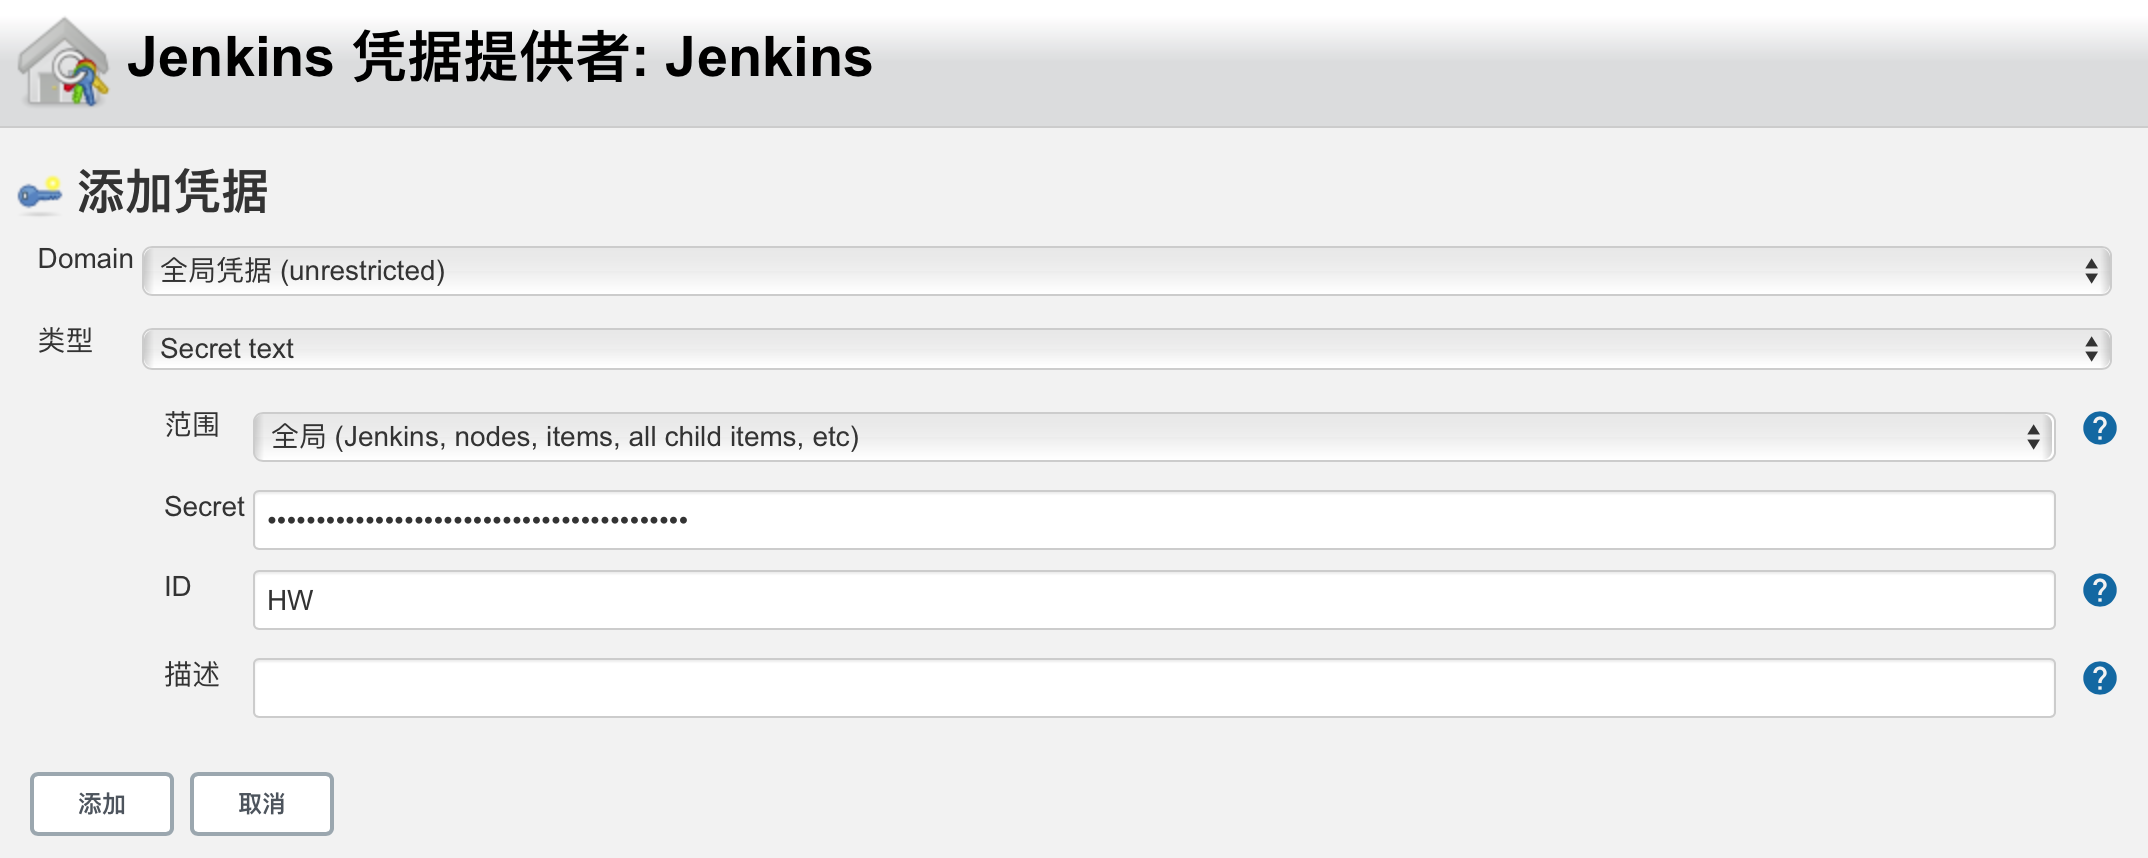 Jenkins 凭据提供者: Jenkins
添加凭据
Domain 全局凭据 (unrestricted)
类型 Secret text
范围 全局 (Jenkins, nodes, items, all child items, etc)
Secret •••••••••••••••••••••••••••••••••••••••••••
ID HW
描述
添加 取消